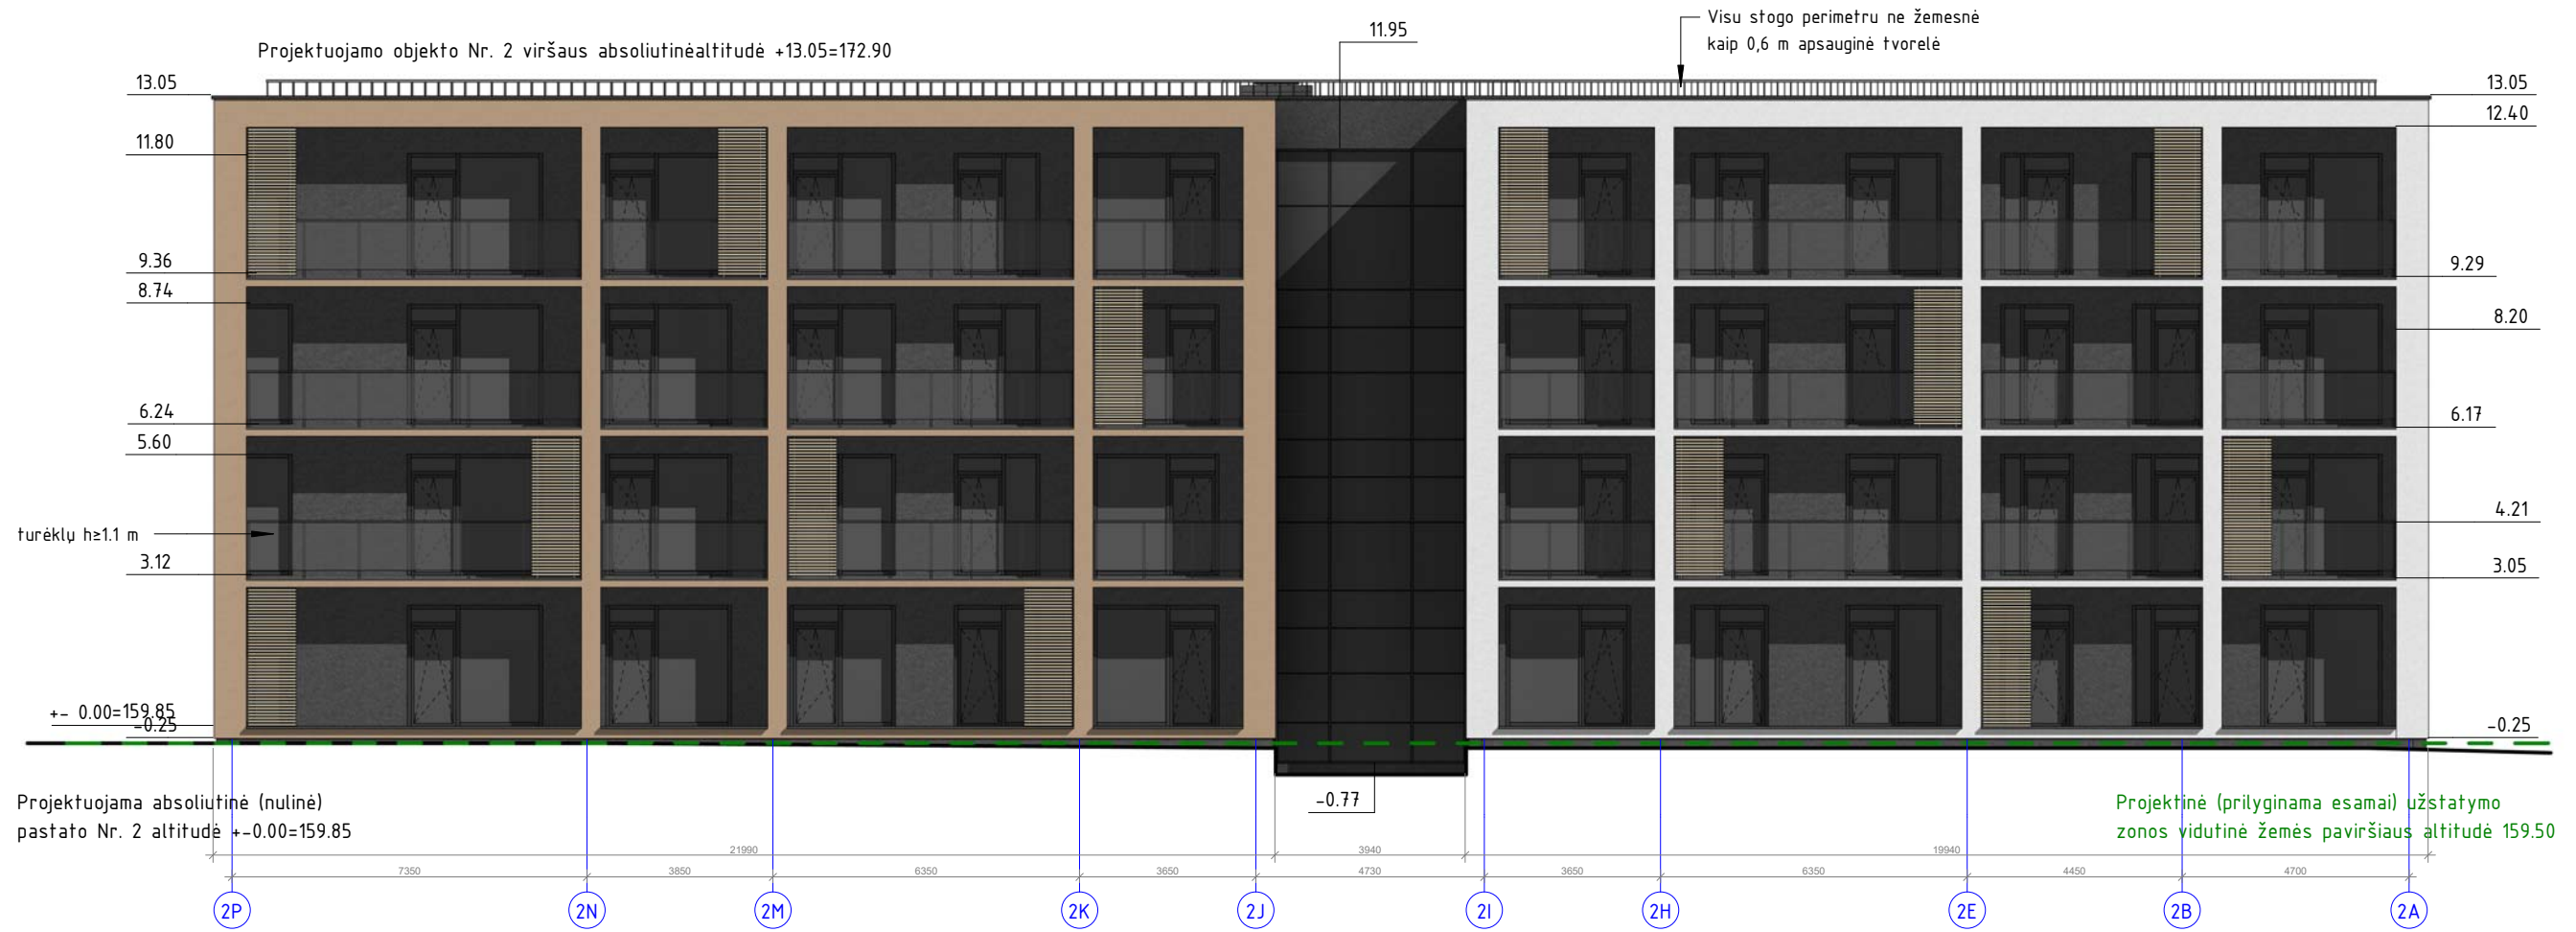 Visu stogo perimetru ne žemesnė
kaip 0,6 m apsauginė tvorelė
11.95
Projektuojamo objekto Nr. 2 viršaus absoliutinėaltitudė +13.05=172.90
13.05
13.05
12.40
11.80
9.36
9.29
8.74
8.20
6.24
6.17
5.60
4.21
turėklų h≥1.1 m
3.12
3.05
+- 0.00=159.85
-0.25
-0.25
-0.77
Projektuojama absoliutinė (nulinė)
pastato Nr. 2 altitudė +-0.00=159.85
Projektinė (prilyginama esamai) užstatymo
zonos vidutinė žemės paviršiaus altitudė 159.50
21990 3940 19940
7350 3850 6350 3650 4730 3650 6350 4450 4700
2P 2N 2M 2K 2J 2I 2H 2E 2B 2A